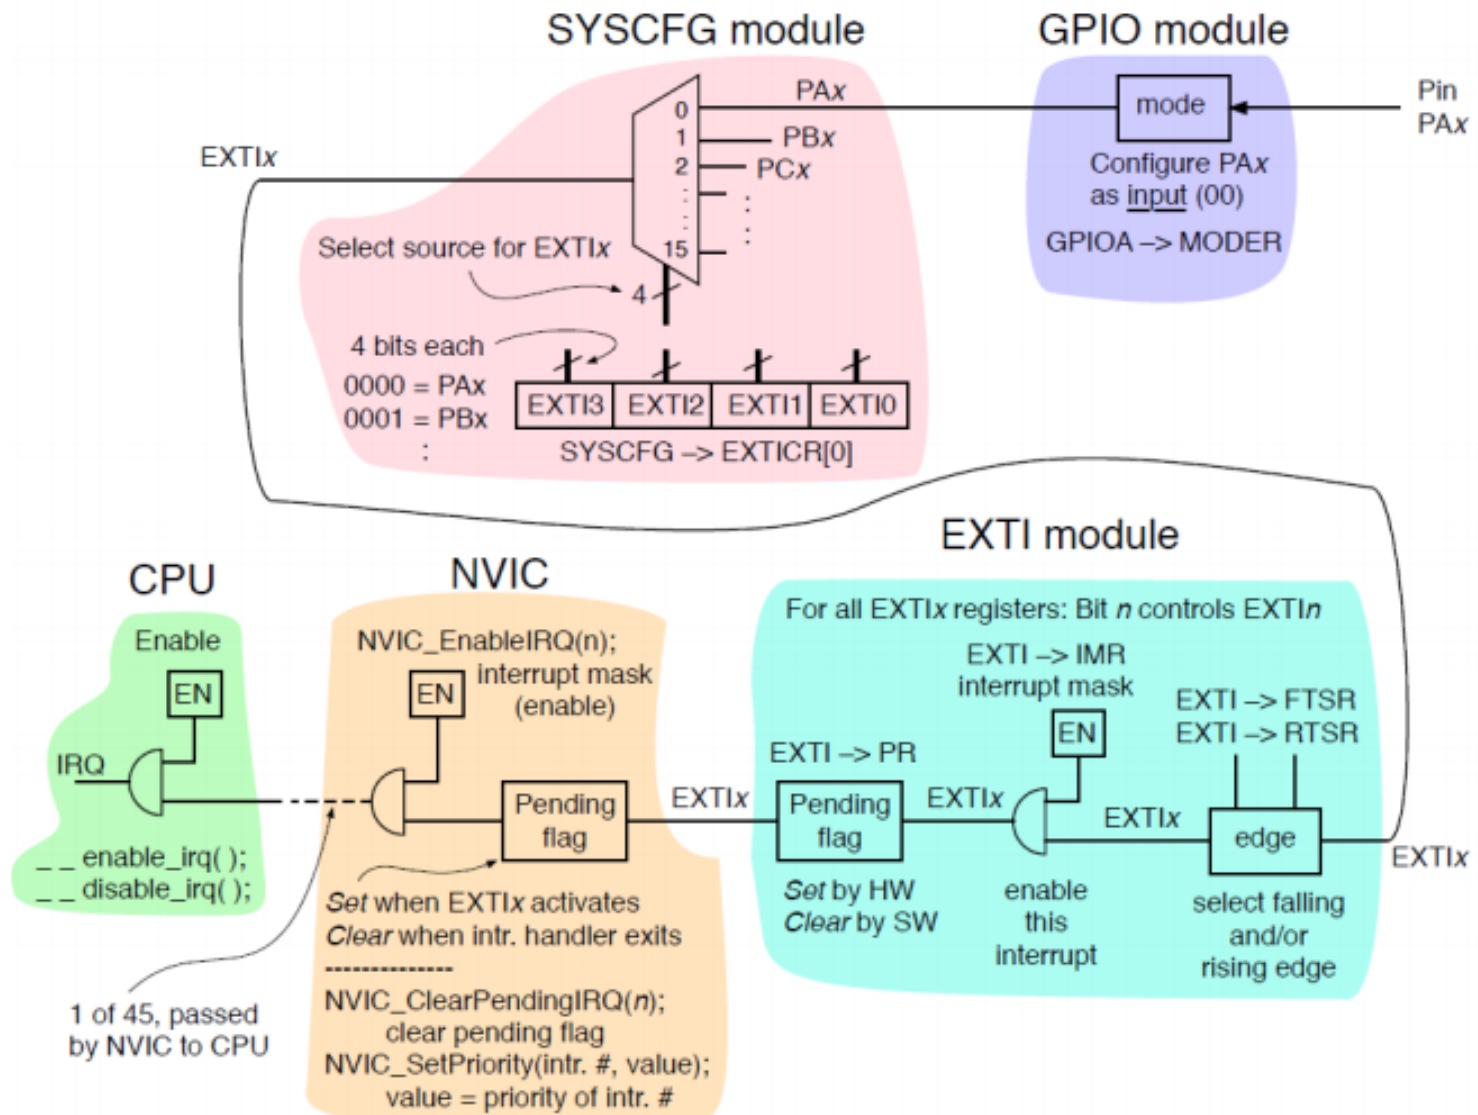 SYSCFG module
GPIO module
PAx
mode
Pin
PAx
0
1
PBx
2
PCx
EXTIx
Configure PAx
as input (00)
GPIOA –> MODER
15
Select source for EXTIx
4
4 bits each
0000 = PAx
0001 = PBx
:
EXTI3 EXTI2 EXTI1 EXTI0
SYSCFG –> EXTICR[0]
EXTI module
For all EXTIx registers: Bit n controls EXTIn
EXTI –> IMR
interrupt mask
EN
EXTI –> FTSR
EXTI –> RTSR
EXTI –> PR
Pending
flag
EXTIx
EXTIx
edge
EXTIx
Set by HW
Clear by SW
enable
this
interrupt
select falling
and/or
rising edge
NVIC
NVIC_EnableIRQ(n);
interrupt mask
(enable)
EN
Pending
flag
EXTIx
Set when EXTIx activates
Clear when intr. handler exits
--------------
NVIC_ClearPendingIRQ(n);
clear pending flag
NVIC_SetPriority(intr. #, value);
value = priority of intr. #
CPU
Enable
EN
IRQ
_ _ enable_irq( );
_ _ disable_irq( );
1 of 45, passed
by NVIC to CPU